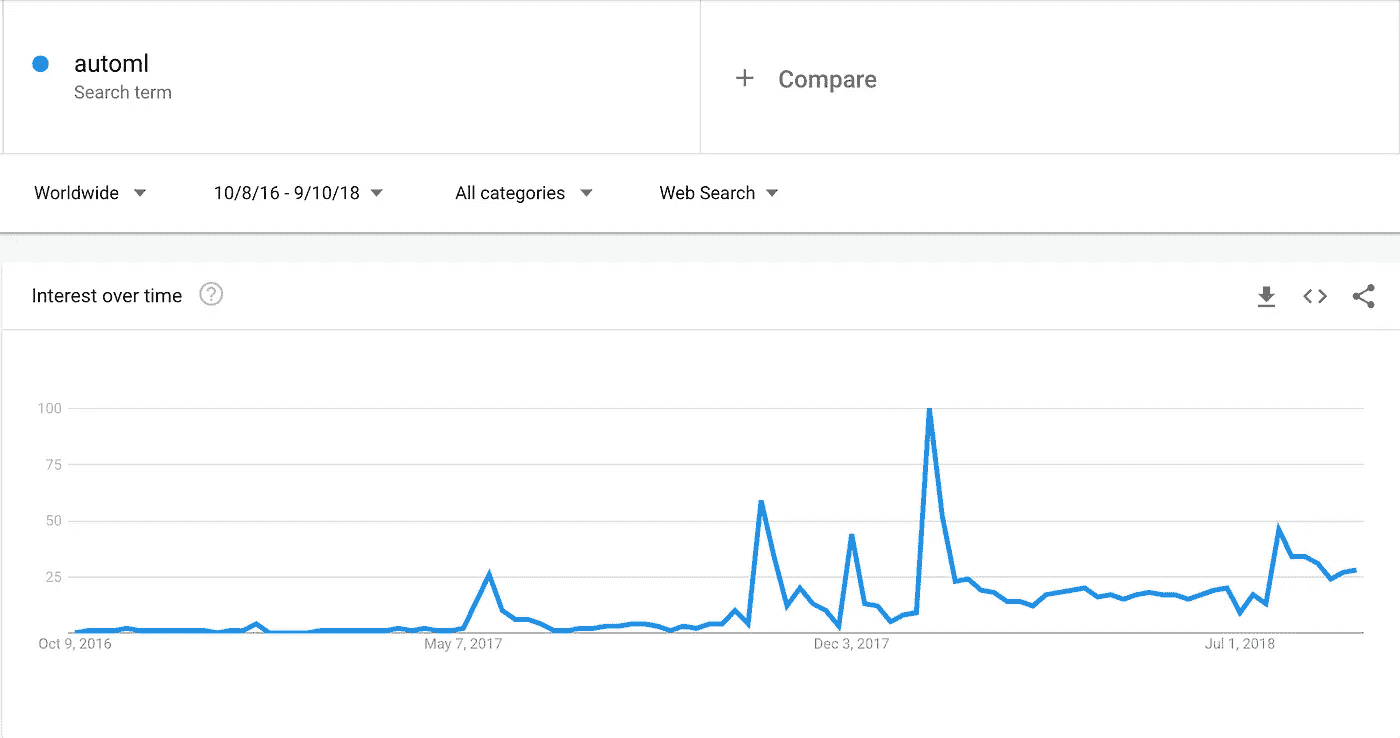 automl
Search term
+ Compare
Worldwide
10/8/16 - 9/10/18
All categories
Web Search
Interest over time ?
100
75
50
25
Oct 9, 2016
May 7, 2017
Dec 3, 2017
Jul 1, 2018